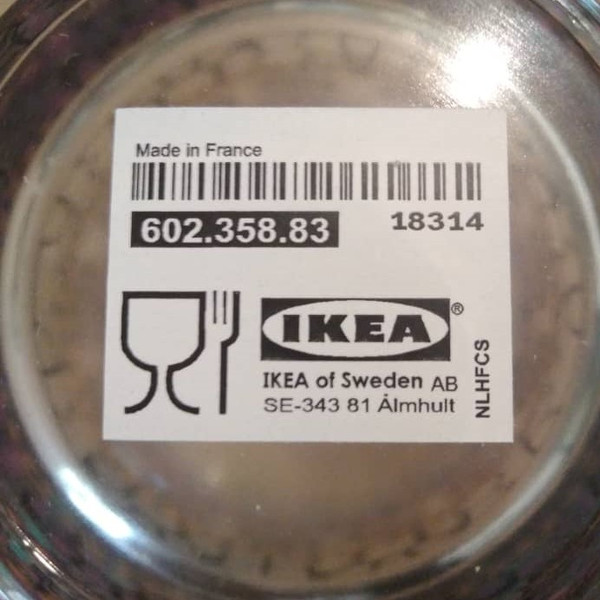 Made in France
602.358.83
18314
IKEA®
IKEA of Sweden AB
SE-343 81 Älmhult
NLHFCS